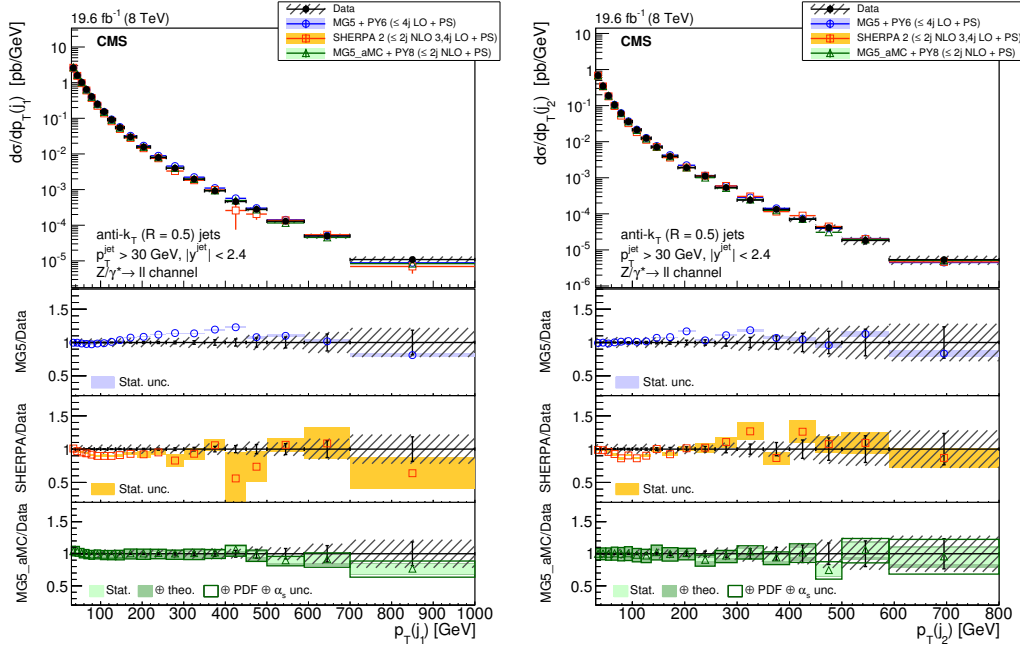 19.6 fb⁻¹ (8 TeV)
Data
MG5 + PY6 (≤ 4j LO + PS)
SHERPA 2 (≤ 2j NLO 3,4j LO + PS)
MG5_aMC + PY8 (≤ 2j NLO + PS)
CMS
dσ/dp_T(j₁) [pb/GeV]
10
1
10⁻¹
10⁻²
10⁻³
10⁻⁴
10⁻⁵
anti-k_T (R = 0.5) jets
p_T^jet > 30 GeV, |y^jet| < 2.4
Z/γ*→ ll channel
MG5/Data
1.5
1
0.5
Stat. unc.
SHERPA/Data
1.5
1
0.5
Stat. unc.
MG5_aMC/Data
1.5
1
0.5
Stat.
⊕ theo.
⊕ PDF ⊕ α_s unc.
100 200 300 400 500 600 700 800 900 1000
p_T(j₁) [GeV]
19.6 fb⁻¹ (8 TeV)
Data
MG5 + PY6 (≤ 4j LO + PS)
SHERPA 2 (≤ 2j NLO 3,4j LO + PS)
MG5_aMC + PY8 (≤ 2j NLO + PS)
CMS
dσ/dp_T(j₂) [pb/GeV]
10
1
10⁻¹
10⁻²
10⁻³
10⁻⁴
10⁻⁵
10⁻⁶
anti-k_T (R = 0.5) jets
p_T^jet > 30 GeV, |y^jet| < 2.4
Z/γ*→ ll channel
MG5/Data
1.5
1
0.5
Stat. unc.
SHERPA/Data
1.5
1
0.5
Stat. unc.
MG5_aMC/Data
1.5
1
0.5
Stat.
⊕ theo.
⊕ PDF ⊕ α_s unc.
100 200 300 400 500 600 700 800
p_T(j₂) [GeV]